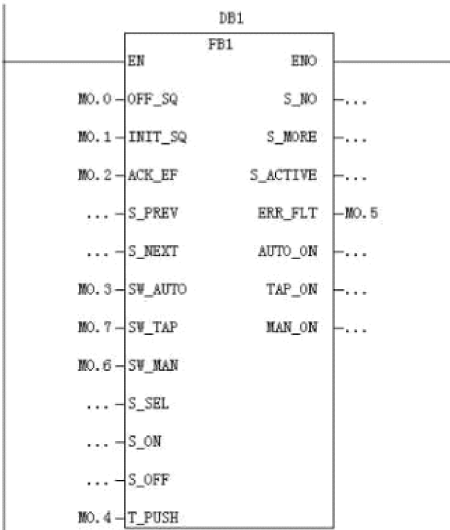 DB1
FB1
EN ENO
M0.0 OFF_SQ S_NO ...
M0.1 INIT_SQ S_MORE ...
M0.2 ACK_EF S_ACTIVE ...
... S_PREV ERR_FLT M0.5
... S_NEXT AUTO_ON ...
M0.3 SW_AUTO TAP_ON ...
M0.7 SW_TAP MAN_ON ...
M0.6 SW_MAN
... S_SEL
... S_ON
... S_OFF
M0.4 T_PUSH